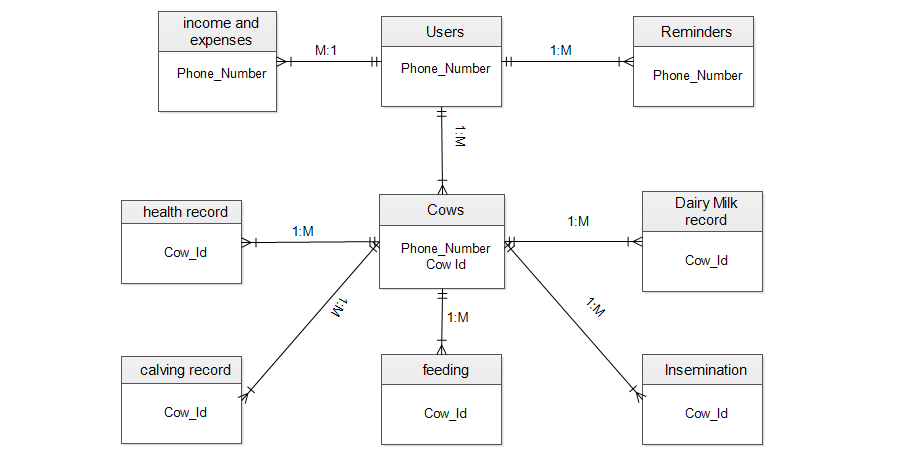 income and
expenses
Phone_Number
M:1
Users
Phone_Number
1:M
Reminders
Phone_Number
1:M
health record
Cow_Id
1:M
Cows
Phone_Number
Cow Id
1:M
Dairy Milk
record
Cow_Id
1:M
1:M
1:M
calving record
Cow_Id
feeding
Cow_Id
Insemination
Cow_Id